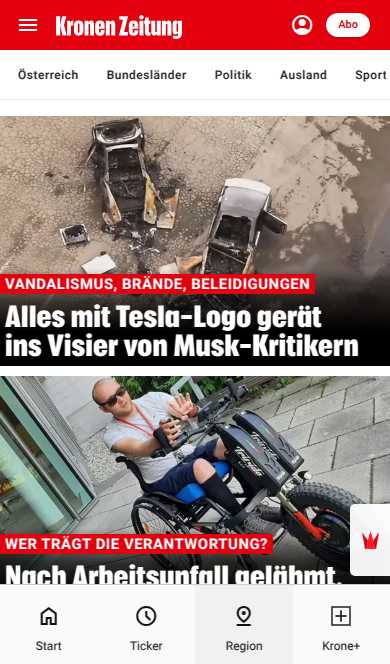 Kronen Zeitung
Abo
Österreich Bundesländer Politik Ausland Sport
VANDALISMUS, BRÄNDE, BELEIDIGUNGEN
Alles mit Tesla-Logo gerät
ins Visier von Musk-Kritikern
WER TRÄGT DIE VERANTWORTUNG?
Nach Arbeitsunfall gelähmt,
Start Ticker Region Krone+